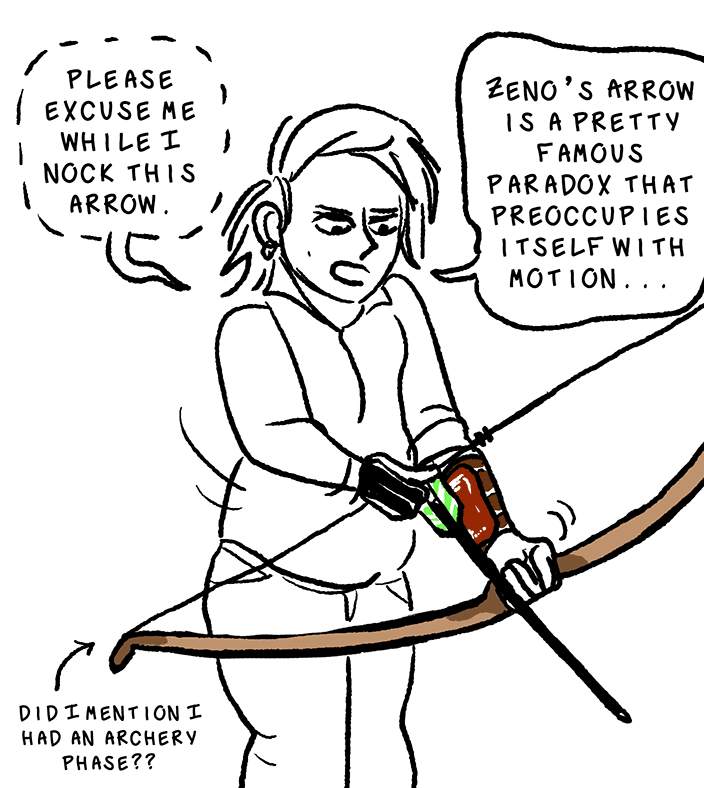 PLEASE
EXCUSE ME
WHILE I
NOCK THIS
ARROW.
ZENO'S ARROW
IS A PRETTY
FAMOUS
PARADOX THAT
PREOCCUPIES
ITSELF WITH
MOTION...
DID I MENTION I
HAD AN ARCHERY
PHASE??